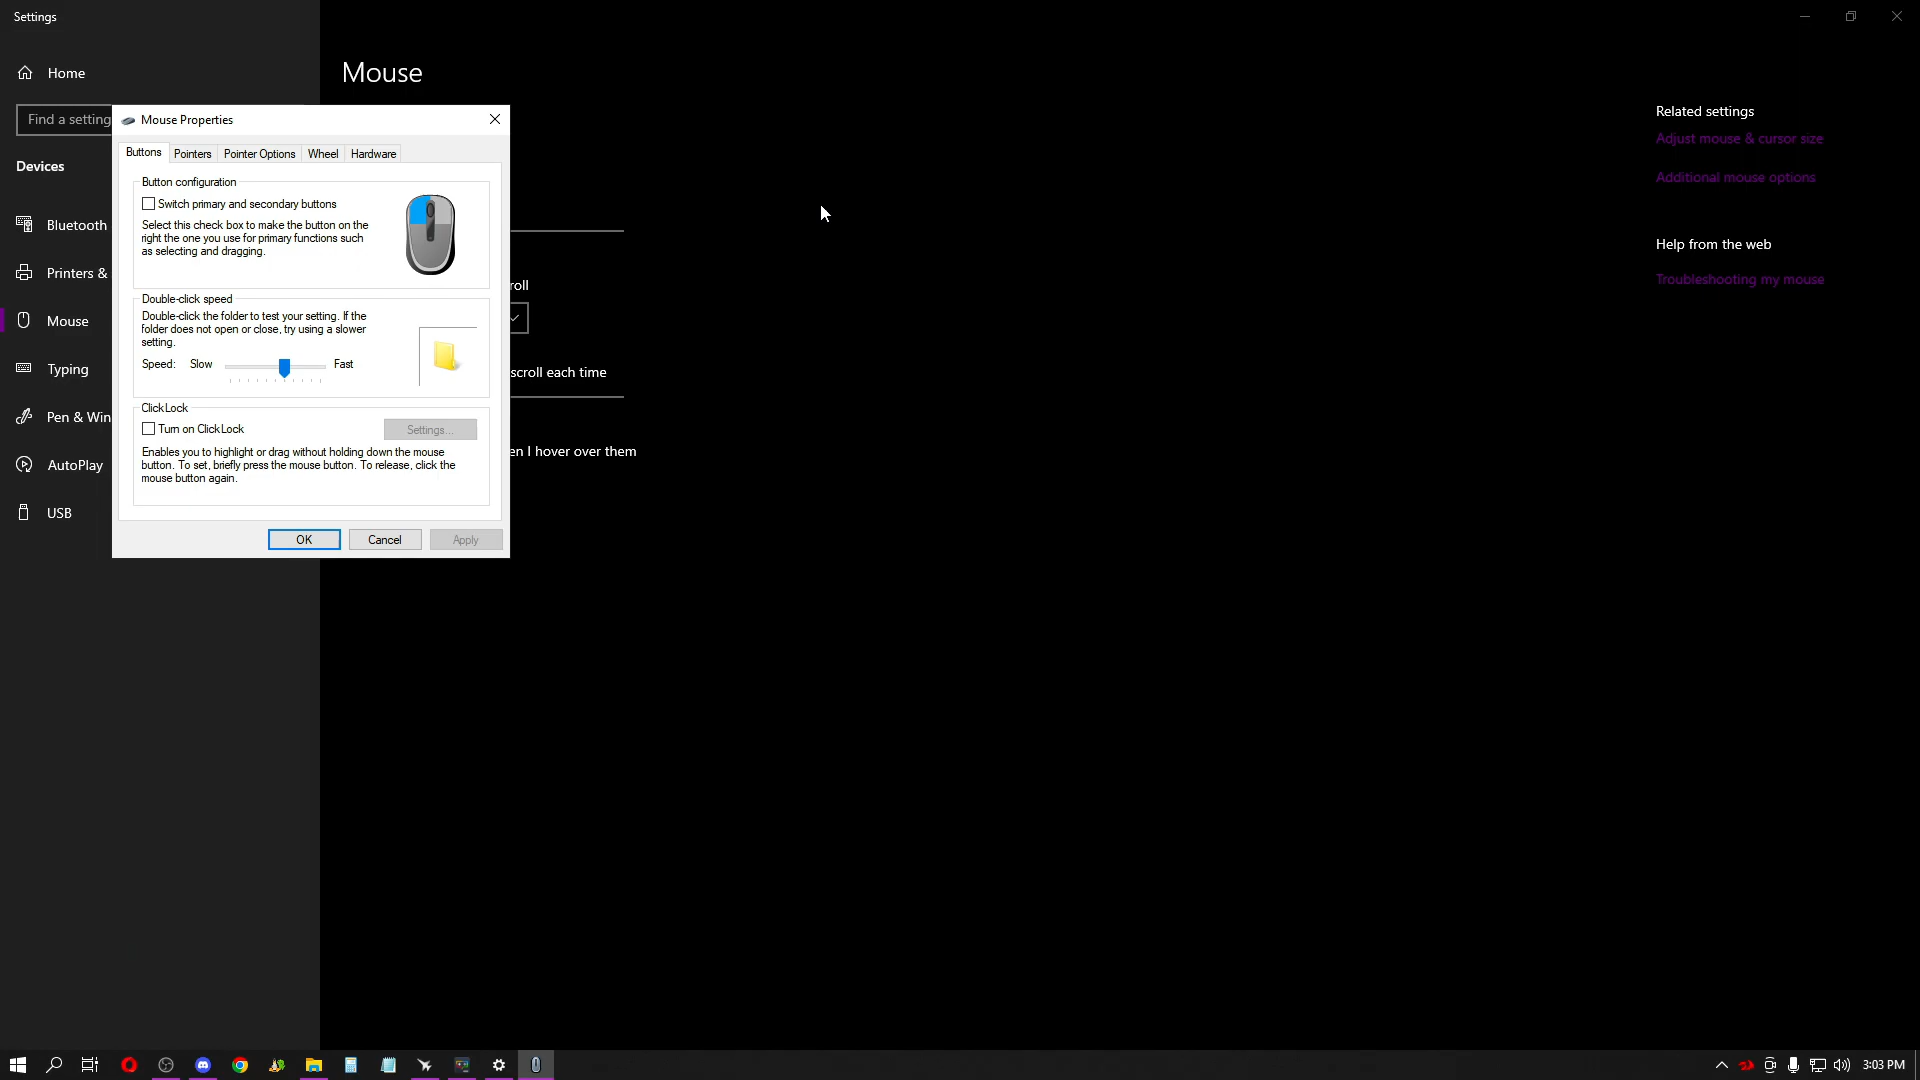 Settings
Home
Find a setting
Devices
Bluetooth
Printers &
Mouse
Typing
Pen & Win
AutoPlay
USB
Mouse
Mouse Properties
Buttons Pointers Pointer Options Wheel Hardware
Button configuration
Switch primary and secondary buttons
Select this check box to make the button on the
right the one you use for primary functions such
as selecting and dragging.
Double-click speed
Double-click the folder to test your setting. If the
folder does not open or close, try using a slower
setting.
Speed: Slow Fast
ClickLock
Turn on ClickLock
Settings...
Enables you to highlight or drag without holding down the mouse
button. To set, briefly press the mouse button. To release, click the
mouse button again.
OK Cancel Apply
roll
scroll each time
en I hover over them
Related settings
Adjust mouse & cursor size
Additional mouse options
Help from the web
Troubleshooting my mouse
3:03 PM